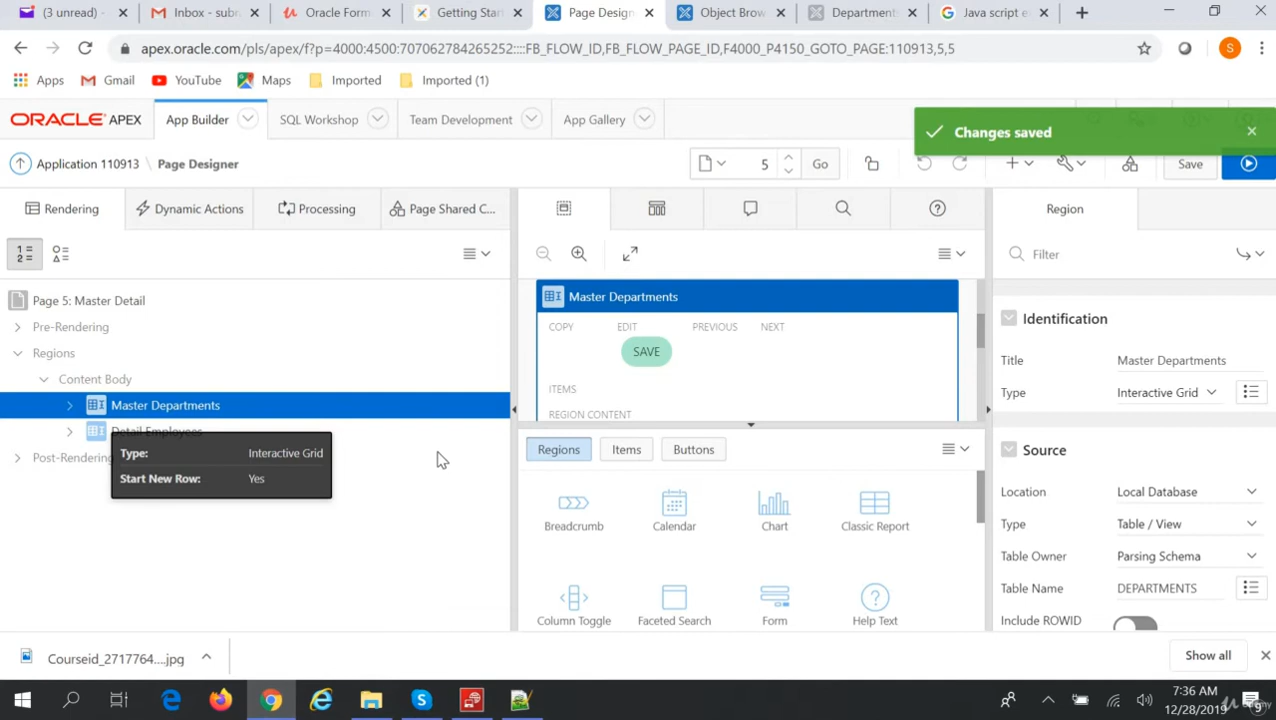 (3 unread)
Inbox - subr
Oracle Form
Getting Star
Page Design
Object Brow
Department
Java script e
apex.oracle.com/pls/apex/f?p=4000:4500:707062784265252::::FB_FLOW_ID,FB_FLOW_PAGE_ID,F4000_P4150_GOTO_PAGE:110913,5,5
S
Apps
Gmail
YouTube
Maps
Imported
Imported (1)
ORACLE APEX
App Builder
SQL Workshop
Team Development
App Gallery
Changes saved
Application 110913
Page Designer
5
Go
Save
Rendering
Dynamic Actions
Processing
Page Shared C...
Region
Filter
Page 5: Master Detail
Pre-Rendering
Regions
Content Body
Master Departments
Detail Employees
Post-Rendering
Type: Interactive Grid
Start New Row: Yes
Master Departments
COPY EDIT PREVIOUS NEXT
SAVE
ITEMS
REGION CONTENT
Regions
Items
Buttons
Breadcrumb
Calendar
Chart
Classic Report
Column Toggle
Faceted Search
Form
Help Text
Identification
Title Master Departments
Type Interactive Grid
Source
Location Local Database
Type Table / View
Table Owner Parsing Schema
Table Name DEPARTMENTS
Include ROWID
Courseid_2717764....jpg
Show all
7:36 AM
12/28/2019